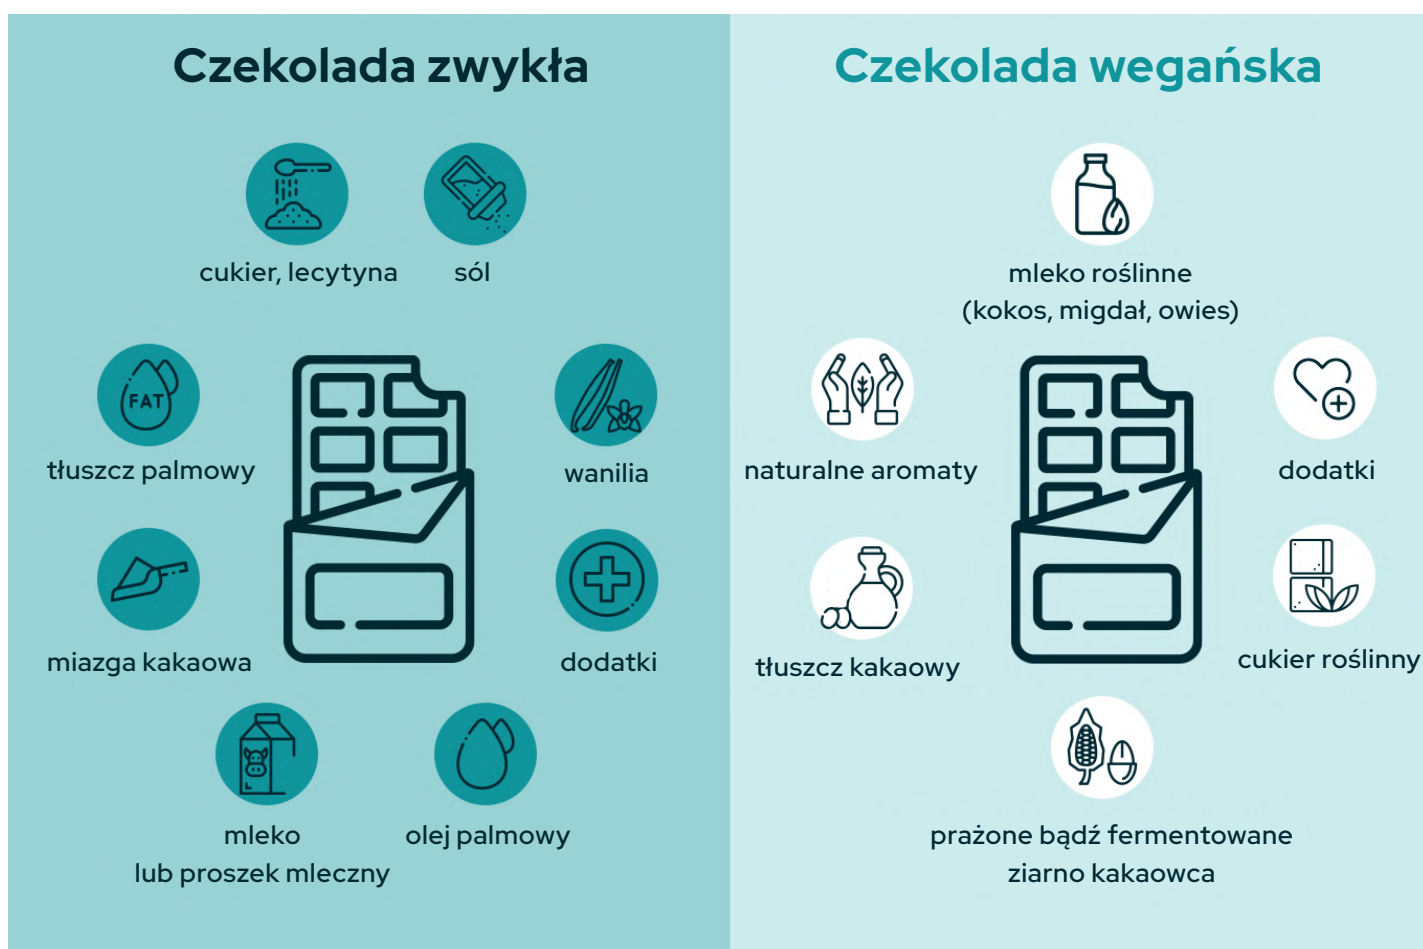 Czekolada zwykła
cukier, lecytyna
sól
FAT
tłuszcz palmowy
wanilia
miazga kakaowa
dodatki
mleko
lub proszek mleczny
olej palmowy
Czekolada wegańska
mleko roślinne
(kokos, migdał, owies)
naturalne aromaty
dodatki
tłuszcz kakaowy
cukier roślinny
prażone bądź fermentowane
ziarno kakaowca